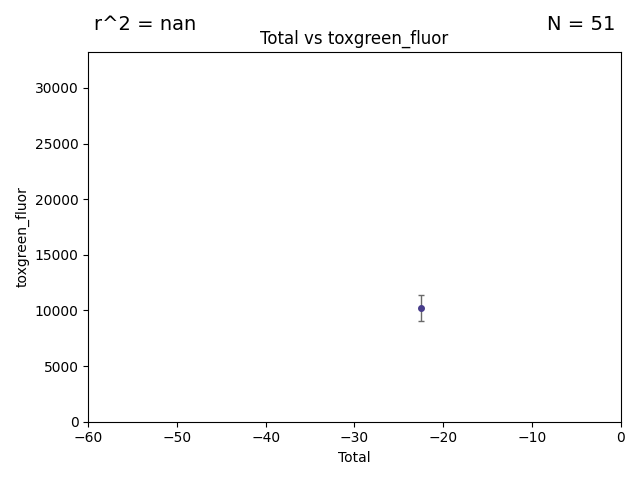 r^2 = nan
N = 51
Total vs toxgreen_fluor
toxgreen_fluor
30000
25000
20000
15000
10000
5000
0
−60
−50
−40
−30
−20
−10
0
Total